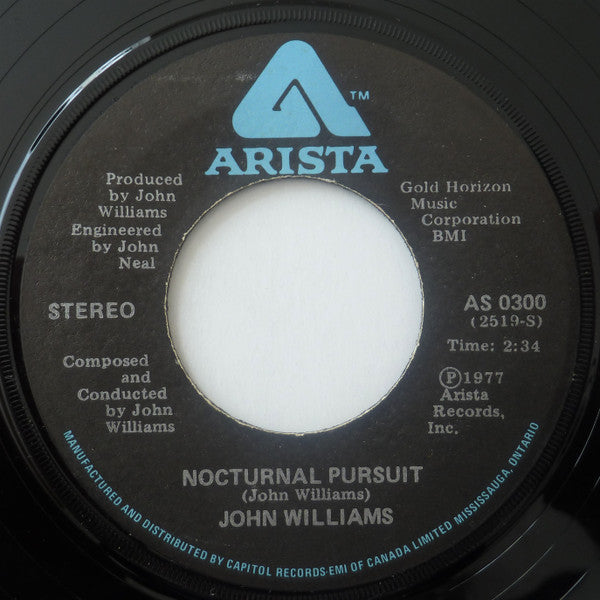 TM
ARISTA
Produced
by John
Williams
Engineered
by John
Neal
Gold Horizon
Music
Corporation
BMI
STEREO
AS 0300
(2519-S)
Time: 2:34
Composed
and
Conducted
by John
Williams
Ⓟ1977
Arista
Records,
Inc.
NOCTURNAL PURSUIT
(John Williams)
JOHN WILLIAMS
MANUFACTURED AND DISTRIBUTED BY CAPITOL RECORDS-EMI OF CANADA LIMITED MISSISSAUGA, ONTARIO